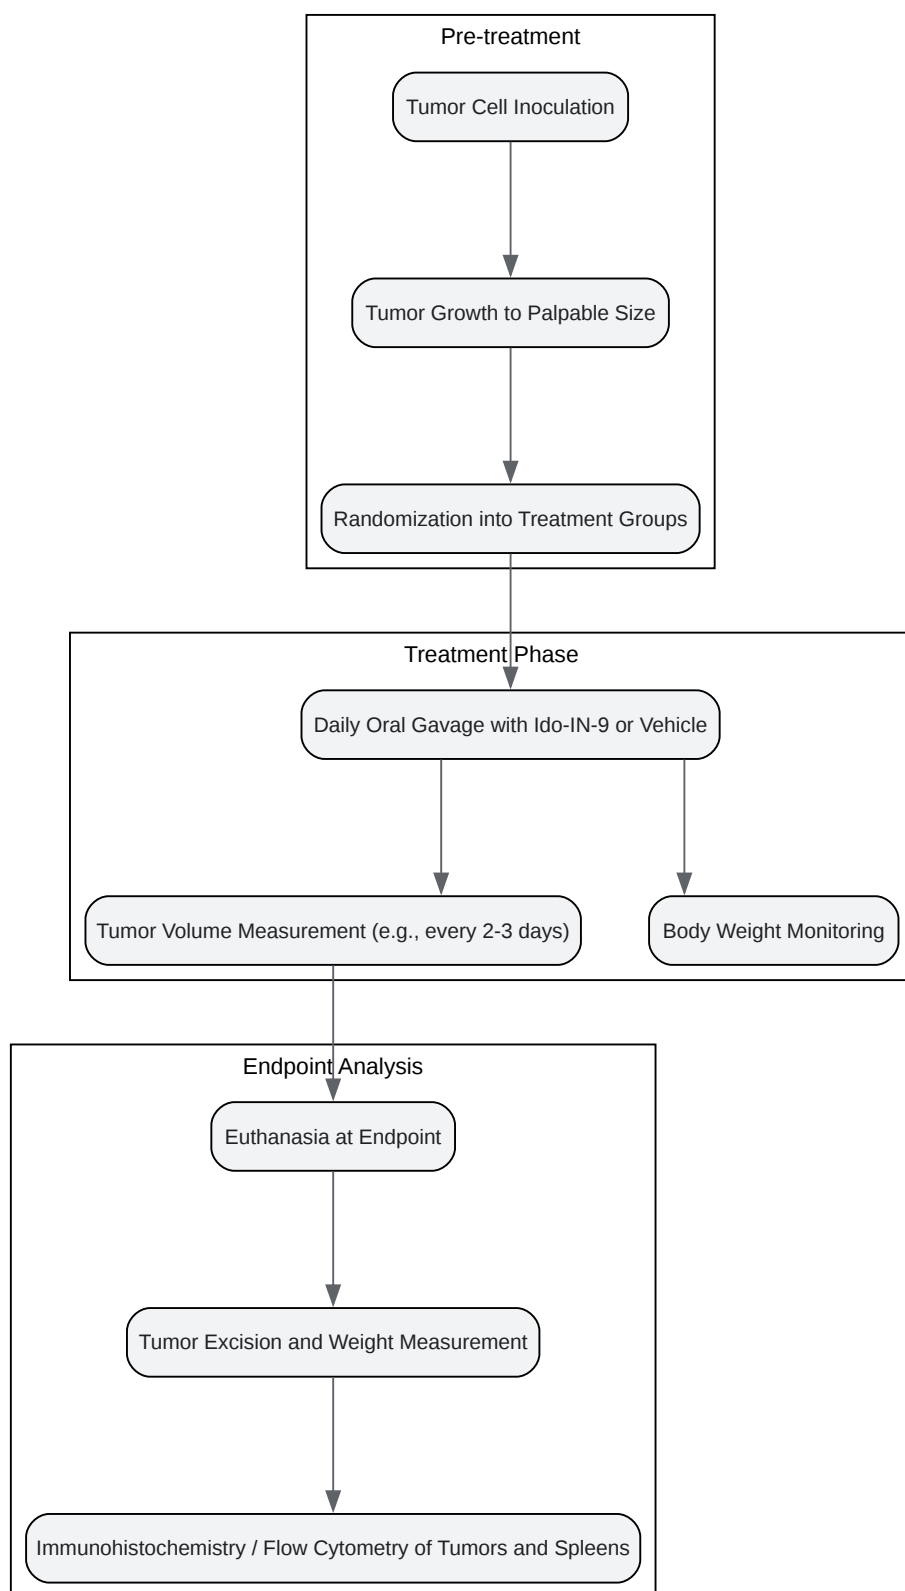 Pre-treatment
Tumor Cell Inoculation
Tumor Growth to Palpable Size
Randomization into Treatment Groups
Treatment Phase
Daily Oral Gavage with Ido-IN-9 or Vehicle
Tumor Volume Measurement (e.g., every 2-3 days)
Body Weight Monitoring
Endpoint Analysis
Euthanasia at Endpoint
Tumor Excision and Weight Measurement
Immunohistochemistry / Flow Cytometry of Tumors and Spleens